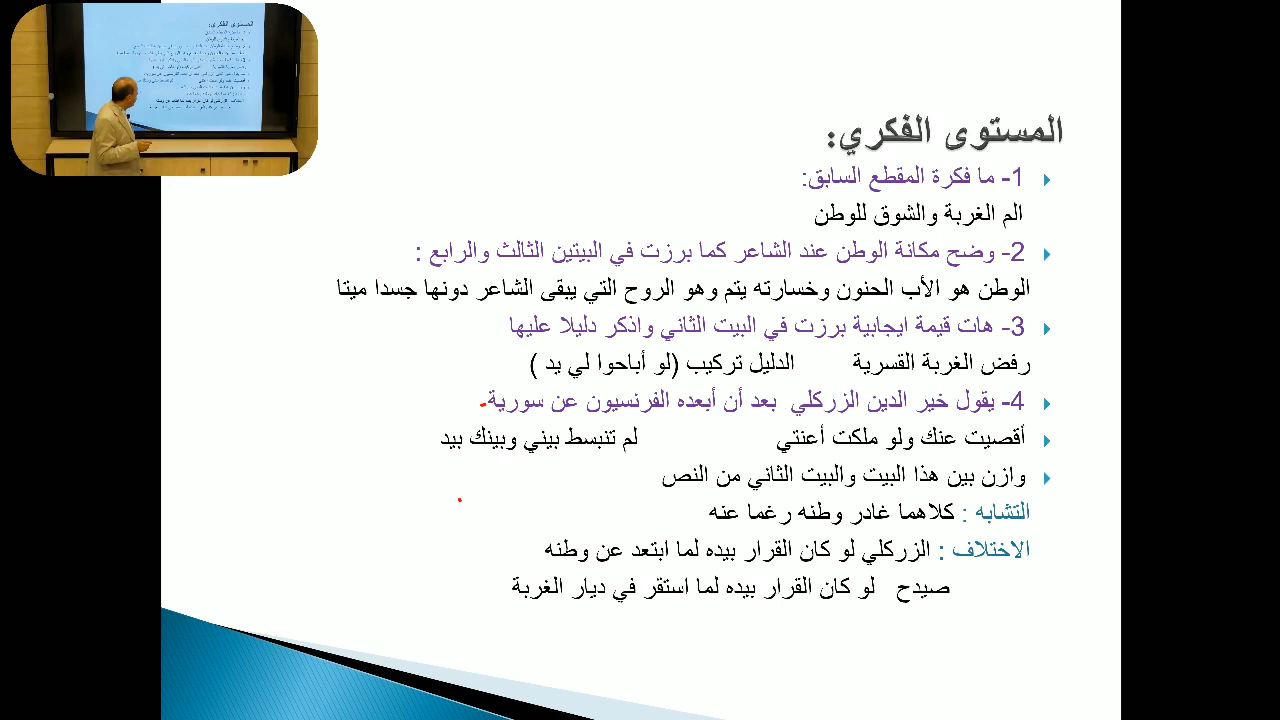 المستوى الفكري:
1- ما فكرة المقطع السابق:
الم الغربة والشوق للوطن
2- وضح مكانة الوطن عند الشاعر كما برزت في البيتين الثالث والرابع :
الوطن هو الأب الحنون وخسارته يتم وهو الروح التي يبقى الشاعر دونها جسدا ميتا
3- هات قيمة ايجابية برزت في البيت الثاني واذكر دليلا عليها
رفض الغربة القسرية الدليل تركيب (لو أباحوا لي يد )
4- يقول خير الدين الزركلي بعد أن أبعده الفرنسيون عن سورية
أقصيت عنك ولو ملكت أعنتي لم تنبسط بيني وبينك بيد
وازن بين هذا البيت والبيت الثاني من النص
التشابه : كلاهما غادر وطنه رغما عنه
الاختلاف : الزركلي لو كان القرار بيده لما ابتعد عن وطنه
صيدح لو كان القرار بيده لما استقر في ديار الغربة